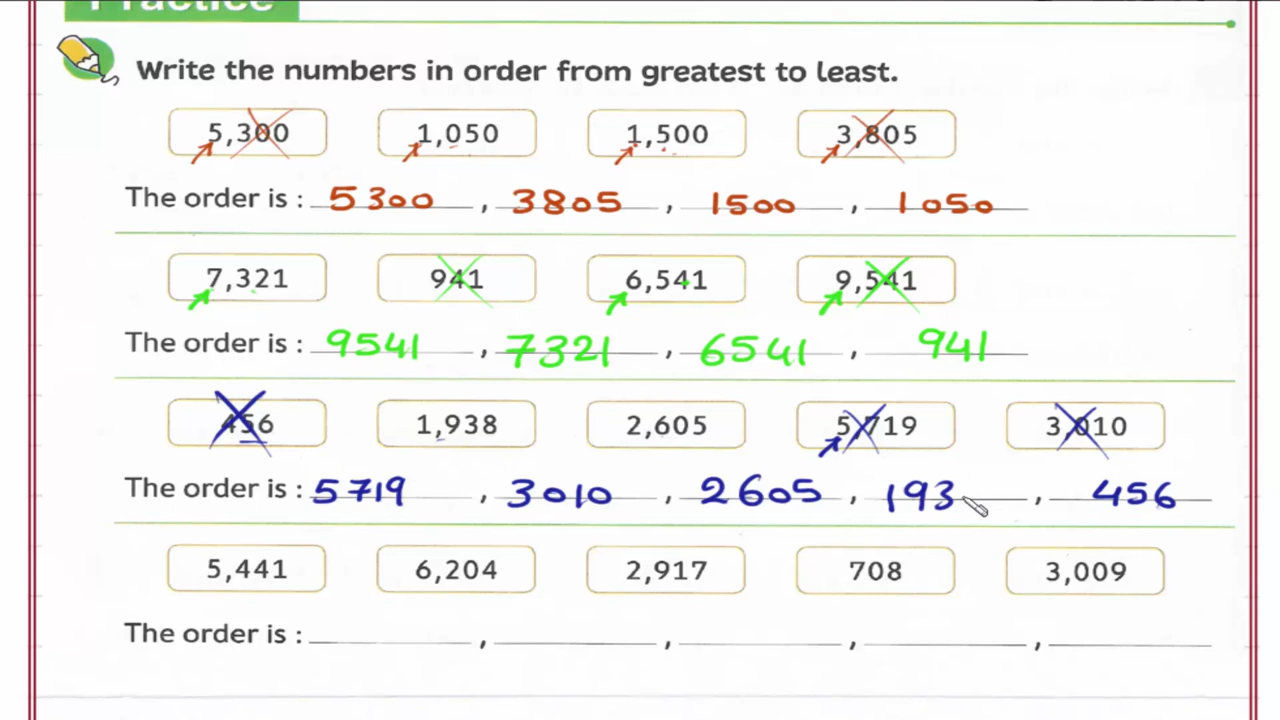 Practice
Write the numbers in order from greatest to least.
5,300 1,050 1,500 3,805
The order is : 5300 , 3805 , 1500 , 1050
7,321 941 6,541 9,541
The order is : 9541 , 7321 , 6541 , 941
456 1,938 2,605 5,719 3,010
The order is : 5719 , 3010 , 2605 , 193 , 456
5,441 6,204 2,917 708 3,009
The order is : , , , ,